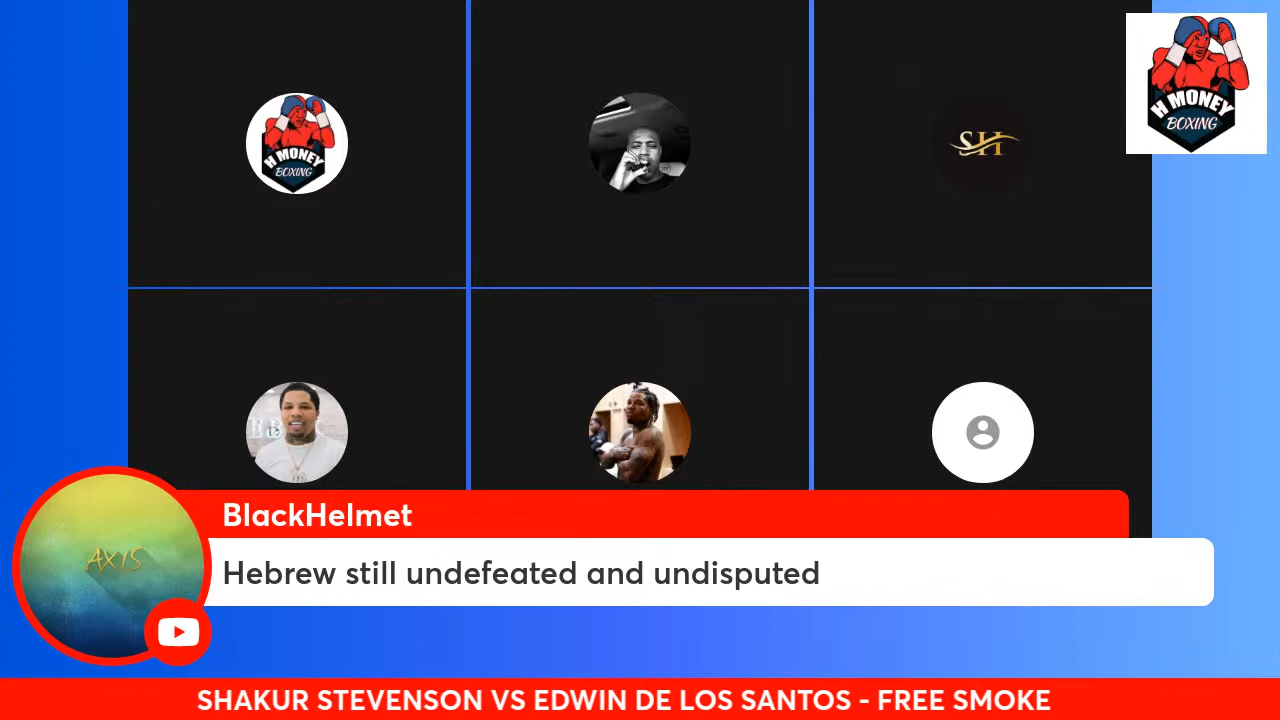 H MONEY
BOXING
SH
H MONEY
BOXING
BlackHelmet
AXIS
Hebrew still undefeated and undisputed
SHAKUR STEVENSON VS EDWIN DE LOS SANTOS - FREE SMOKE